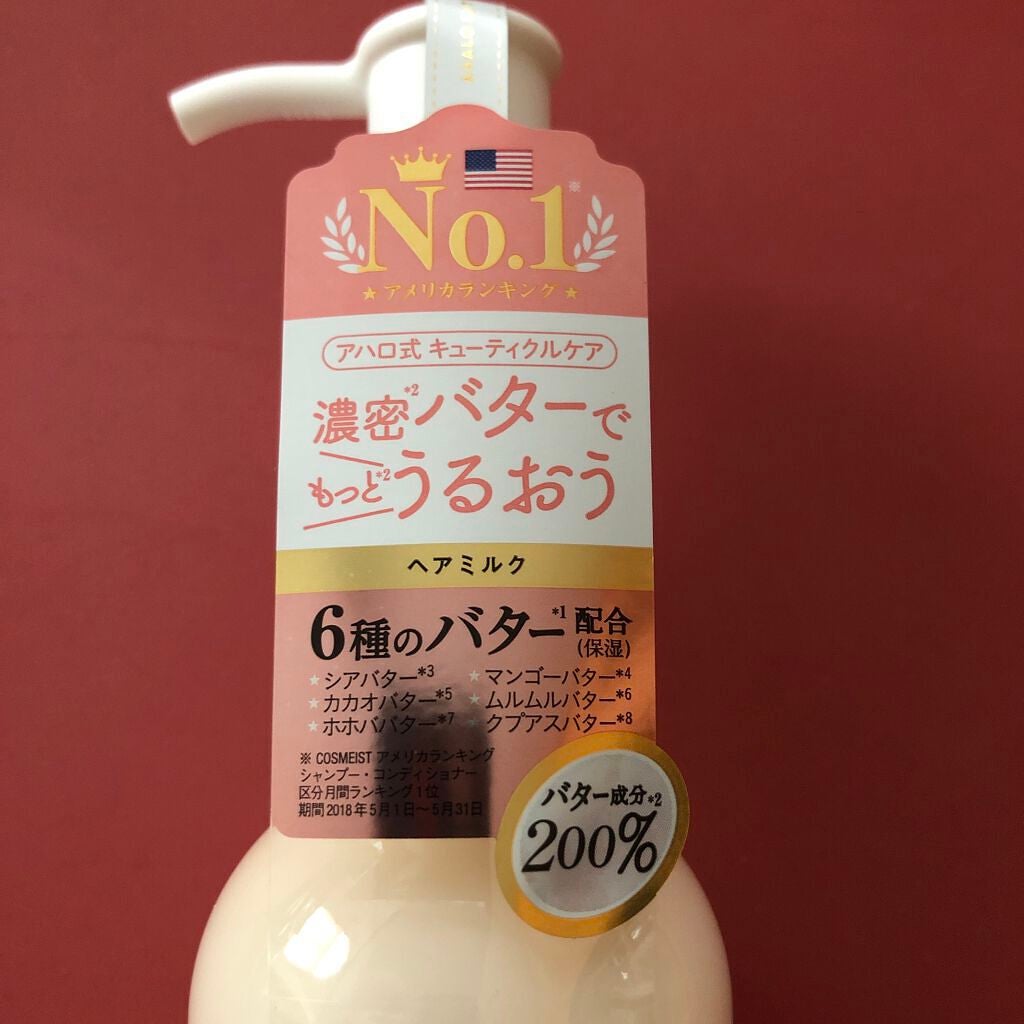 No.1※
★アメリカランキング★
アハロ式 キューティクルケア
濃密*2バターで
もっと*2うるおう
ヘアミルク
6種のバター*1配合
(保湿)
★シアバター*3 ★マンゴーバター*4
★カカオバター*5 ★ムルムルバター*6
★ホホババター*7 ★クプアスバター*8
※ COSMEIST アメリカランキング
シャンプー・コンディショナー
区分月間ランキング1位
期間2018年5月1日〜5月31日
バター成分*2
200%